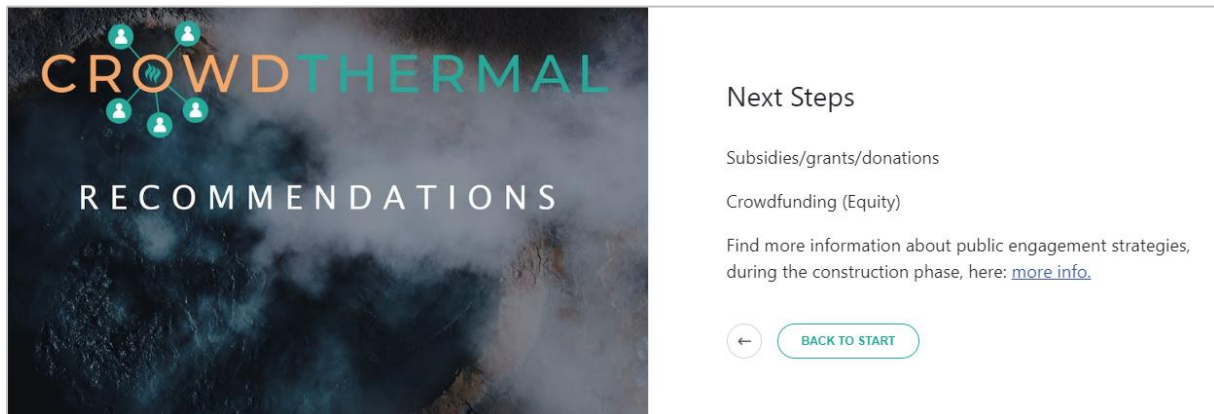 CROWDTHERMAL
RECOMMENDATIONS
Next Steps
Subsidies/grants/donations
Crowdfunding (Equity)
Find more information about public engagement strategies,
during the construction phase, here: more info.
← BACK TO START